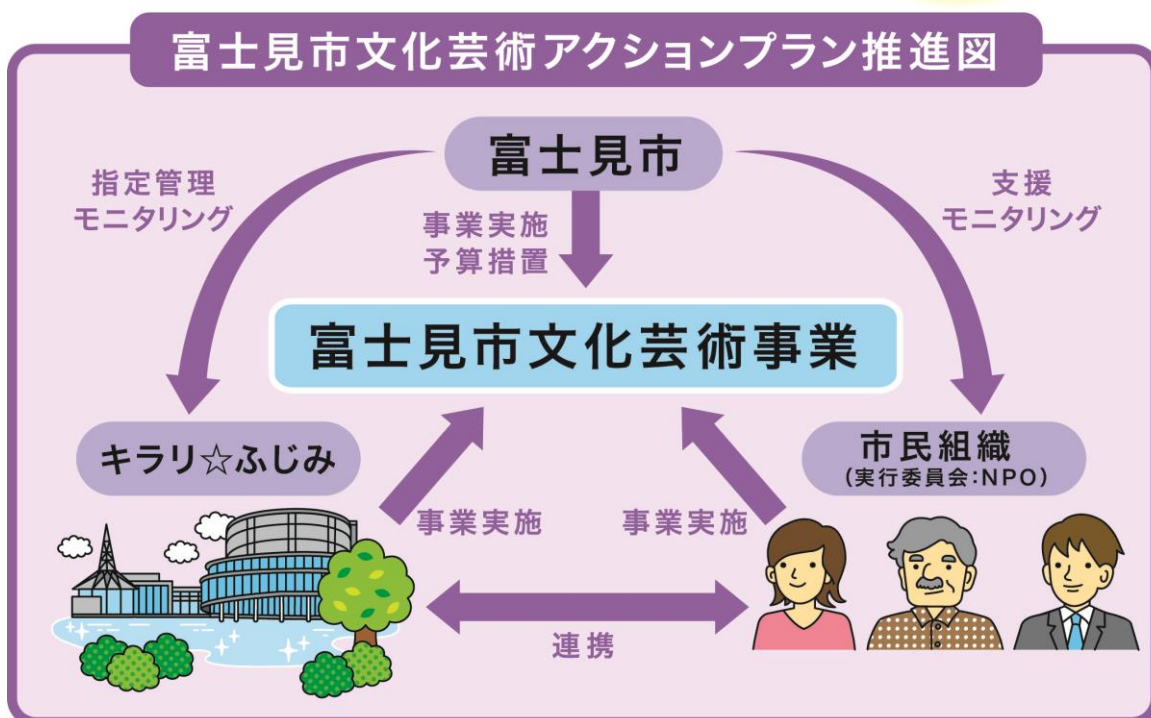 富士見市文化芸術アクションプラン推進図
富士見市
指定管理
モニタリング
事業実施
予算措置
支援
モニタリング
富士見市文化芸術事業
キラリ☆ふじみ
市民組織
(実行委員会:NPO)
事業実施
事業実施
連携